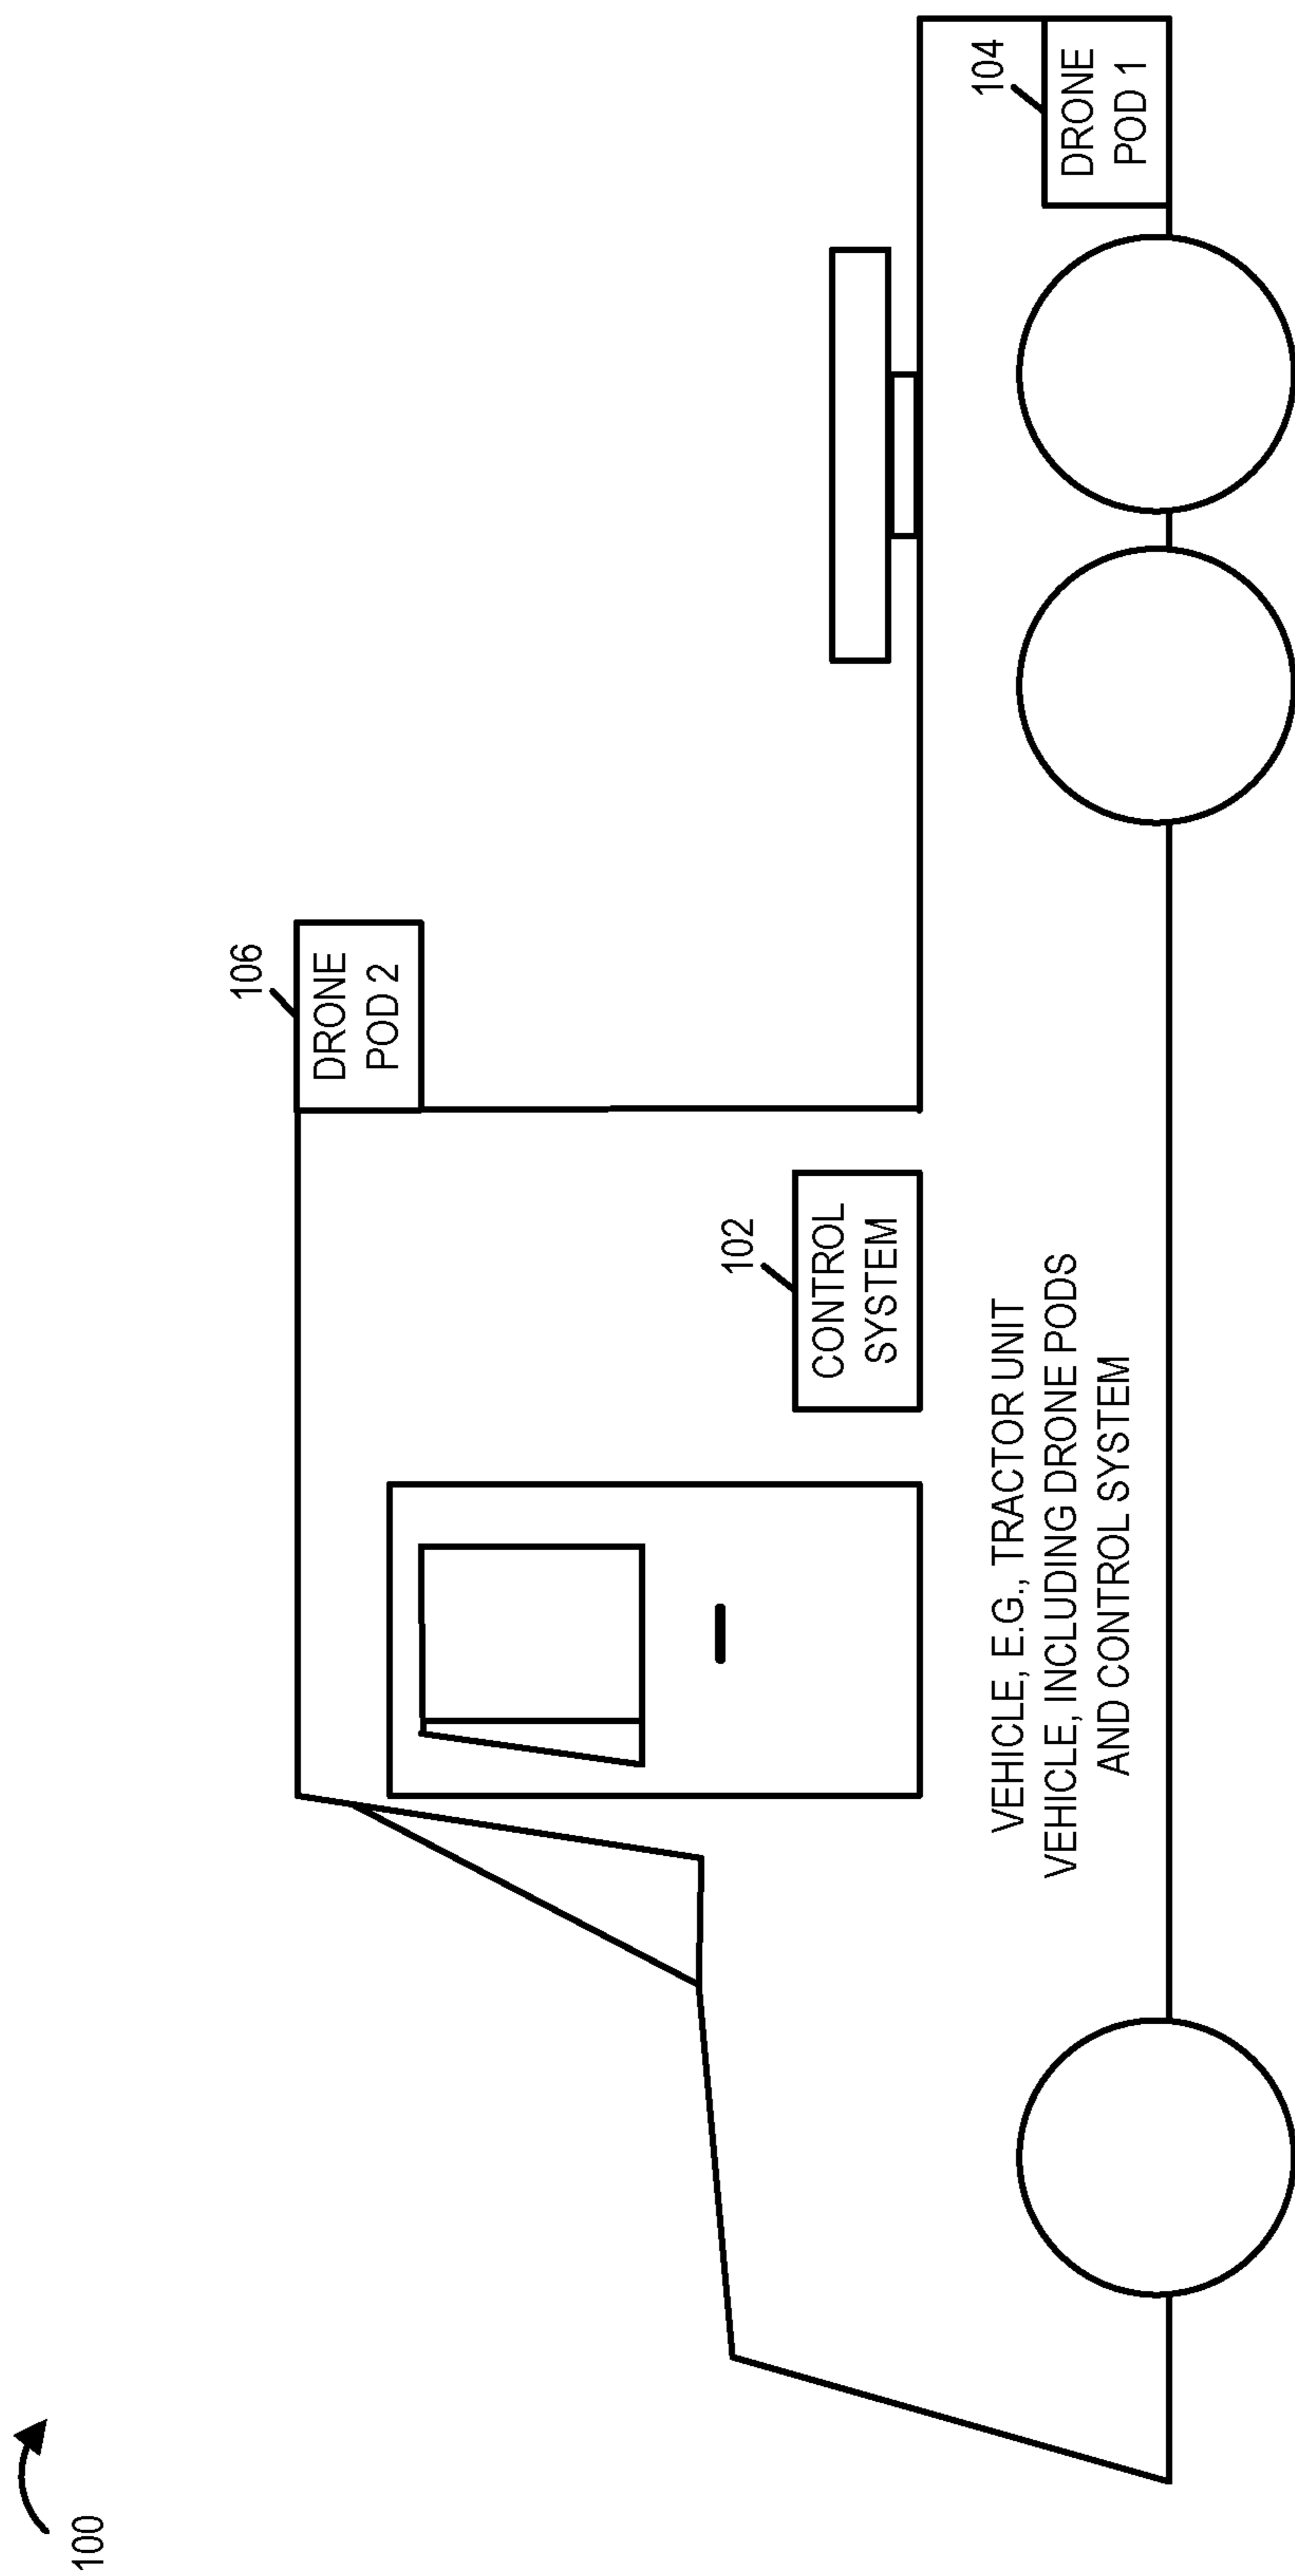 100
106
DRONE
POD 2
102
CONTROL
SYSTEM
104
DRONE
POD 1
VEHICLE, E.G., TRACTOR UNIT
VEHICLE, INCLUDING DRONE PODS
AND CONTROL SYSTEM